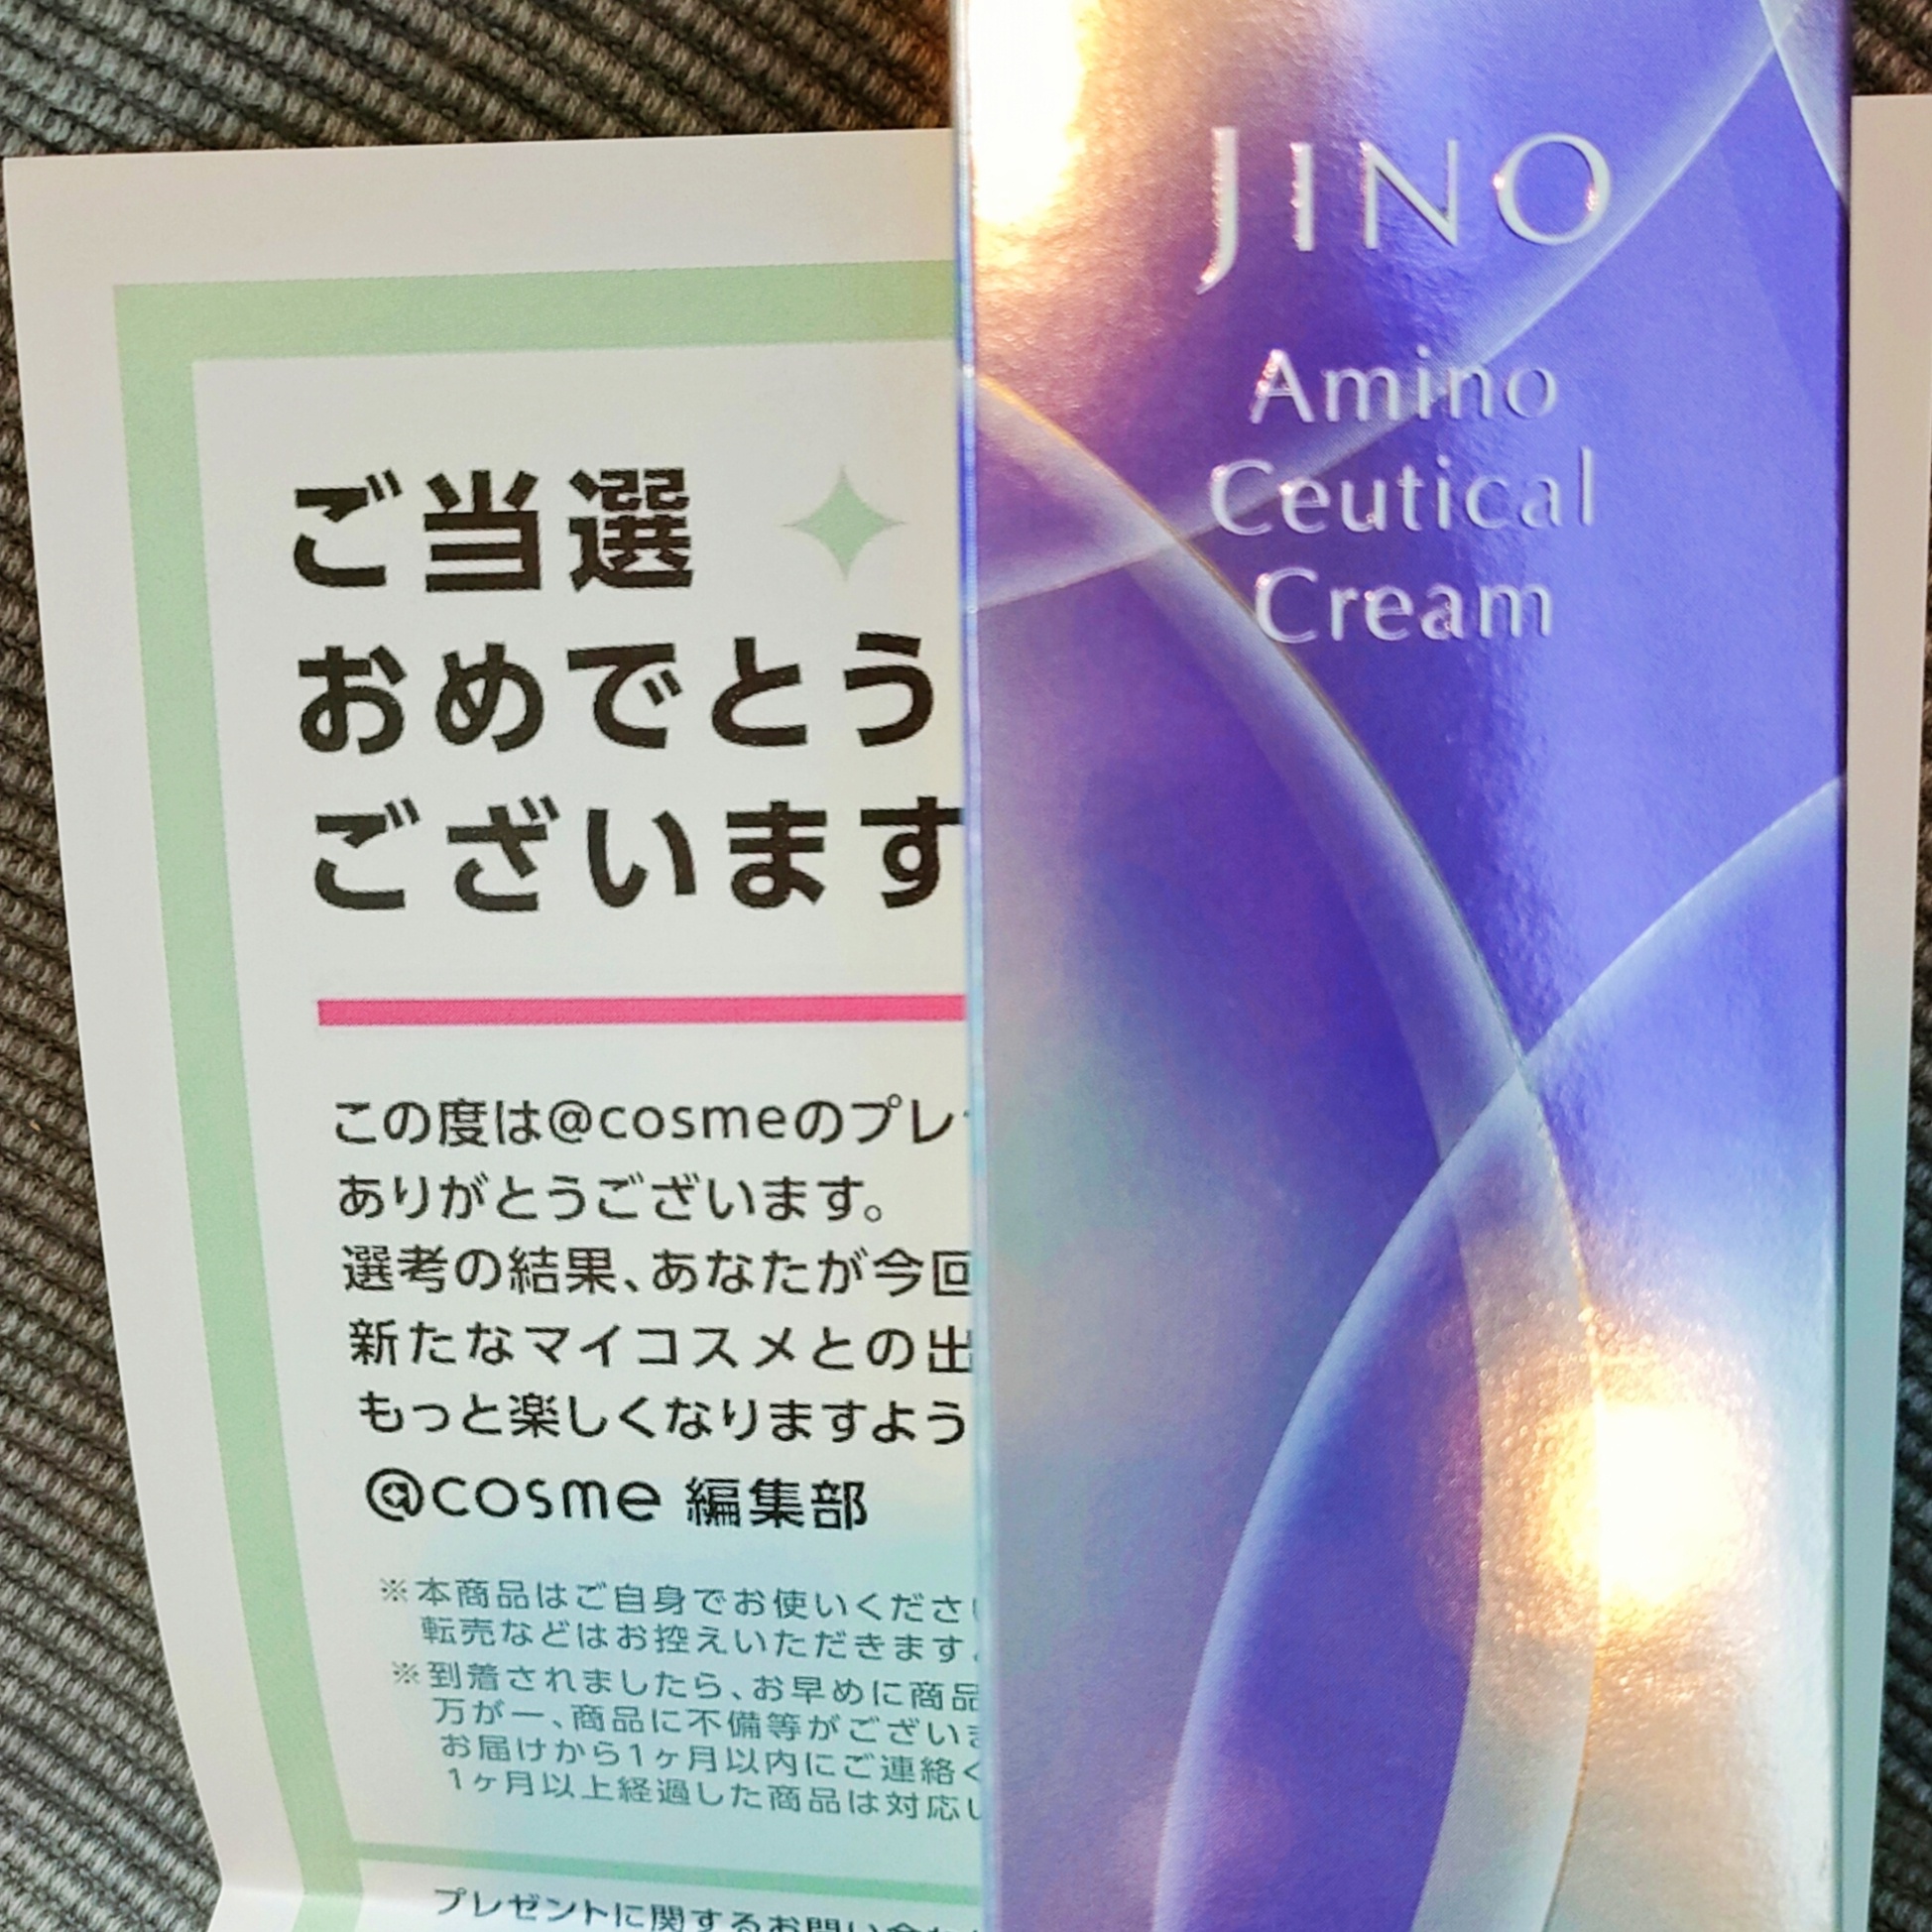 ご当選
おめでとう
ございます
この度は@cosmeのプレ
ありがとうございます。
選考の結果、あなたが今回
新たなマイコスメとの出
もっと楽しくなりますよう
@cosme 編集部
※本商品はご自身でお使いくださ
転売などはお控えいただきます
※到着されましたら、お早めに商品
万が一、商品に不備等がございま
お届けから1ヶ月以内にご連絡く
1ヶ月以上経過した商品は対応し
プレゼントに関するお問い合わ
JINO
Amino
Ceutical
Cream